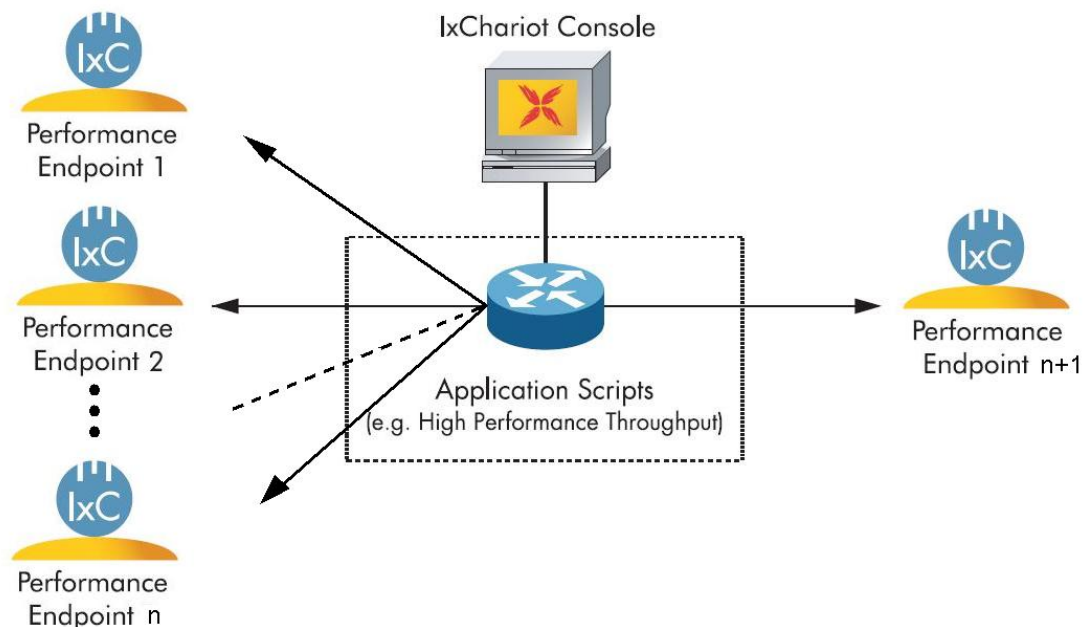 IxChariot Console
IxC
Performance
Endpoint 1
IxC
Performance
Endpoint 2
IxC
Performance
Endpoint n
Application Scripts
(e.g. High Performance Throughput)
IxC
Performance
Endpoint n+1